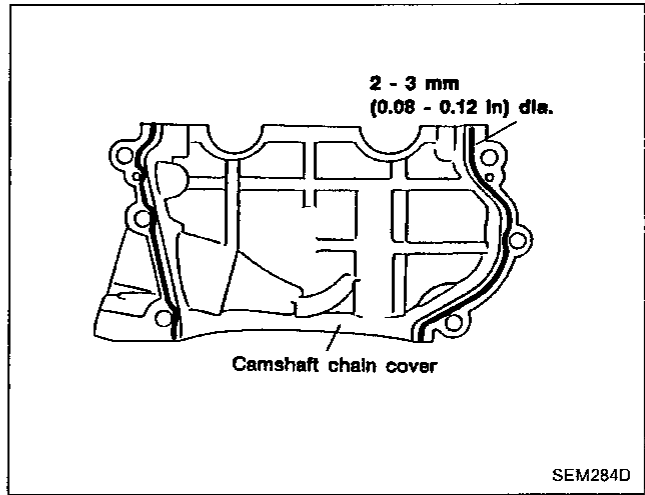 2 - 3 mm
(0.08 - 0.12 in) dia.
Camshaft chain cover
SEM284D